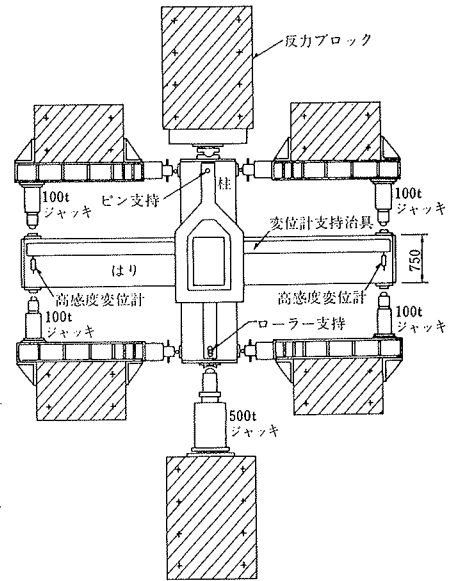 反力ブロック
100t
ジャッキ
ピン支持
柱
100t
ジャッキ
変位計支持治具
はり
750
高感度変位計
高感度変位計
100t
ジャッキ
ローラー支持
100t
ジャッキ
500t
ジャッキ